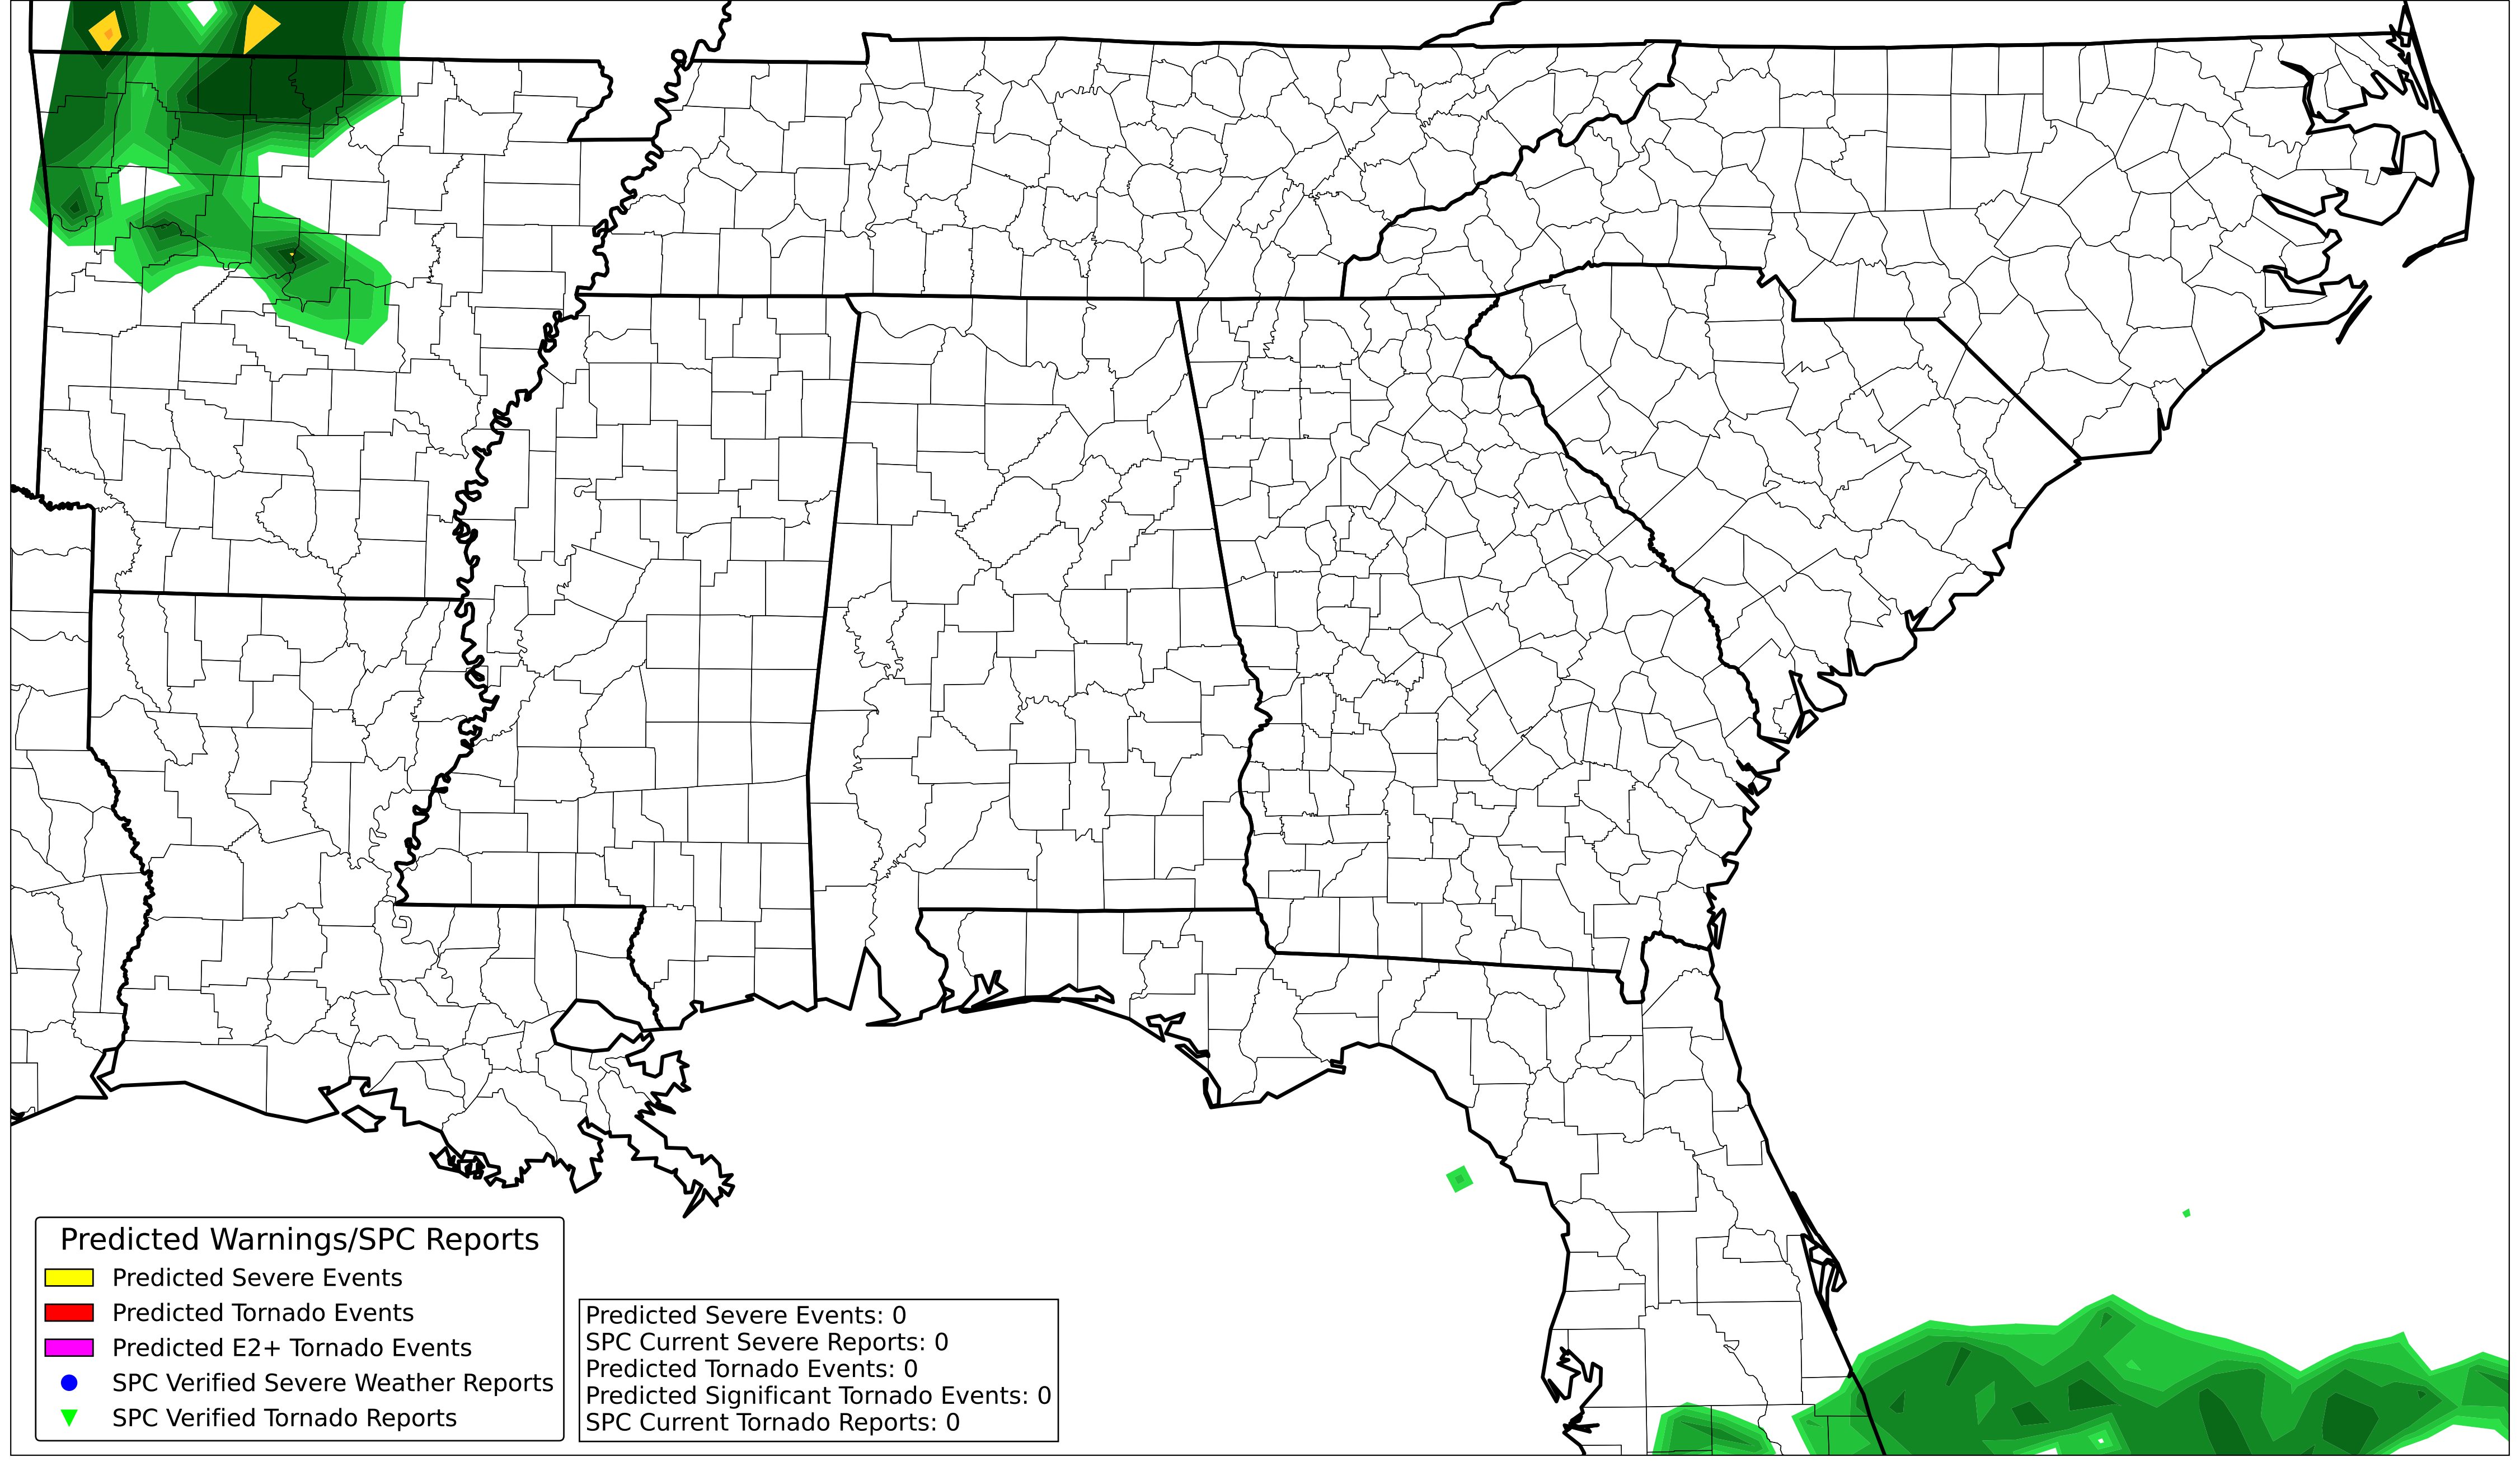 Predicted Warnings/SPC Reports
Predicted Severe Events
Predicted Tornado Events
Predicted E2+ Tornado Events
SPC Verified Severe Weather Reports
SPC Verified Tornado Reports
Predicted Severe Events: 0
SPC Current Severe Reports: 0
Predicted Tornado Events: 0
Predicted Significant Tornado Events: 0
SPC Current Tornado Reports: 0